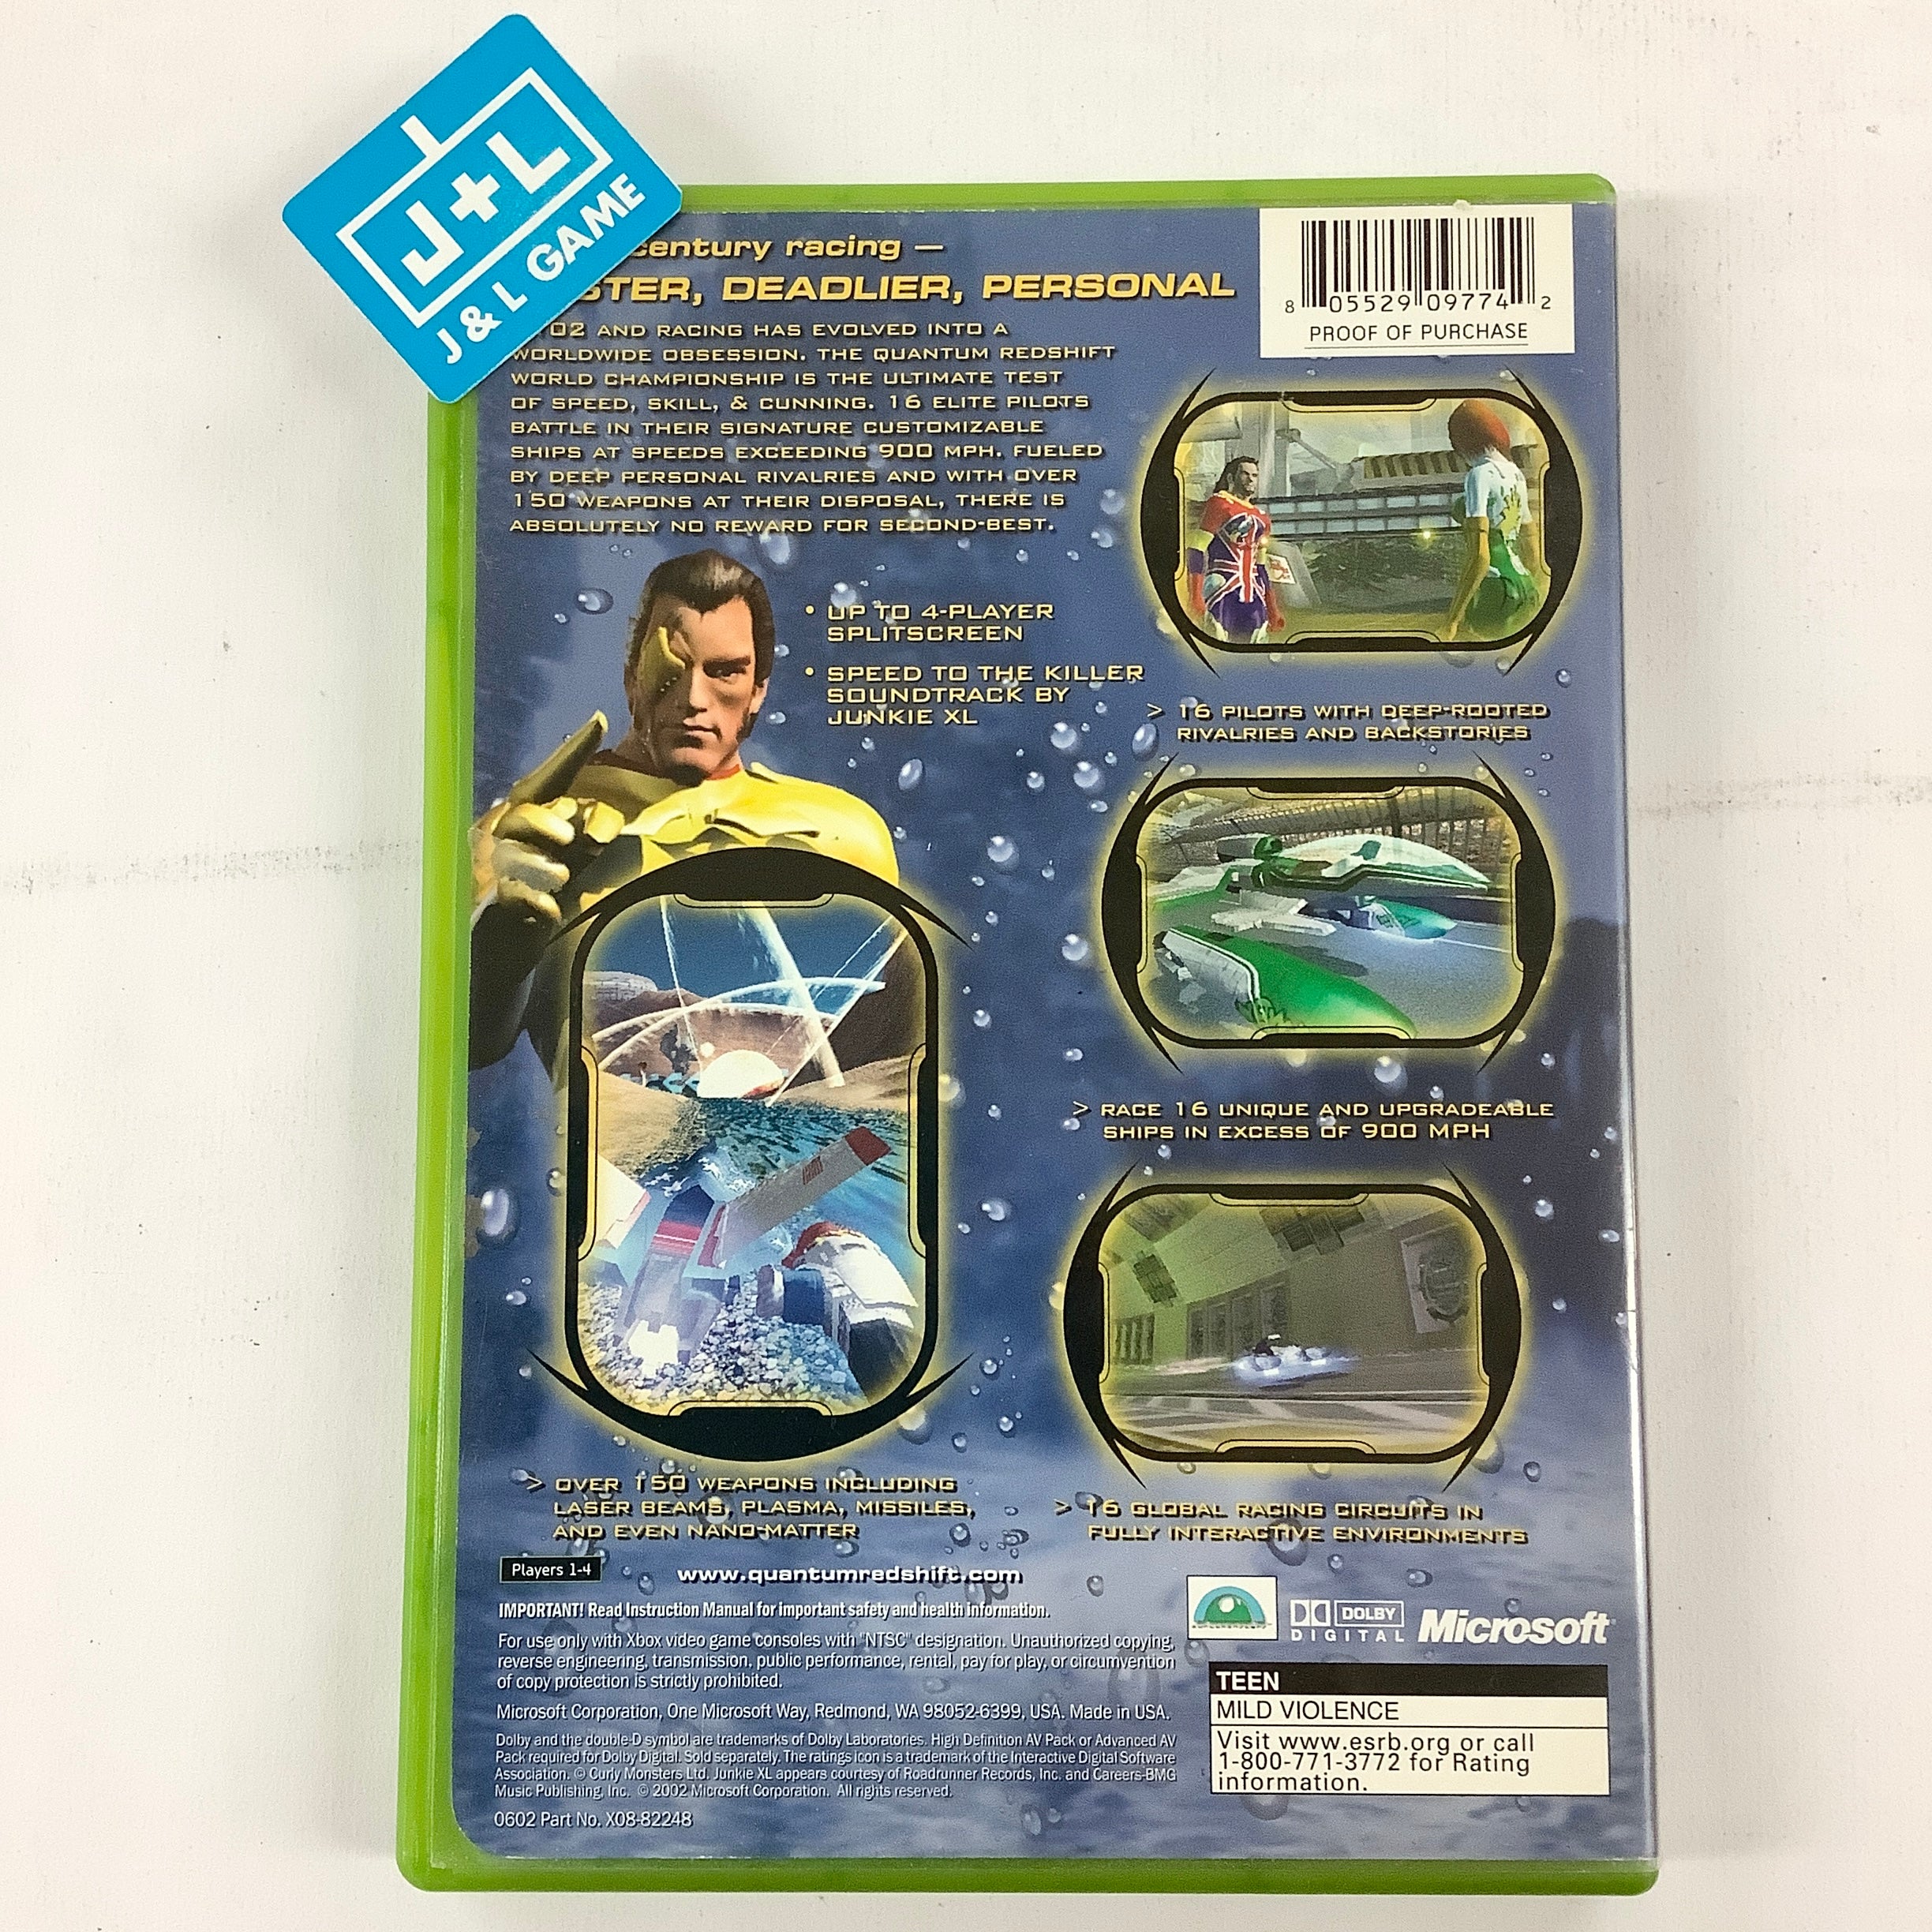 J+L
J & L GAME
century racing —
STER, DEADLIER, PERSONAL
02 AND RACING HAS EVOLVED INTO A
WORLDWIDE OBSESSION. THE QUANTUM REDSHIFT
WORLD CHAMPIONSHIP IS THE ULTIMATE TEST
OF SPEED, SKILL, & CUNNING. 16 ELITE PILOTS
BATTLE IN THEIR SIGNATURE CUSTOMIZABLE
SHIPS AT SPEEDS EXCEEDING 900 MPH. FUELED
BY DEEP PERSONAL RIVALRIES AND WITH OVER
150 WEAPONS AT THEIR DISPOSAL, THERE IS
ABSOLUTELY NO REWARD FOR SECOND-BEST.
8 05529 09774 2
PROOF OF PURCHASE
• UP TO 4-PLAYER
SPLITSCREEN
• SPEED TO THE KILLER
SOUNDTRACK BY
JUNKIE XL
> 16 PILOTS WITH DEEP-ROOTED
RIVALRIES AND BACKSTORIES
> RACE 16 UNIQUE AND UPGRADEABLE
SHIPS IN EXCESS OF 900 MPH
> OVER 150 WEAPONS INCLUDING
LASER BEAMS, PLASMA, MISSILES,
AND EVEN NANO-MATTER
> 16 GLOBAL RACING CIRCUITS IN
FULLY INTERACTIVE ENVIRONMENTS
Players 1-4
www.quantumredshift.com
IMPORTANT! Read Instruction Manual for important safety and health information.
For use only with Xbox video game consoles with "NTSC" designation. Unauthorized copying,
reverse engineering, transmission, public performance, rental, pay for play, or circumvention
of copy protection is strictly prohibited.
Microsoft Corporation, One Microsoft Way, Redmond, WA 98052-6399, USA. Made in USA.
Dolby and the double-D symbol are trademarks of Dolby Laboratories. High Definition AV Pack or Advanced AV
Pack required for Dolby Digital. Sold separately. The ratings icon is a trademark of the Interactive Digital Software
Association. © Curly Monsters Ltd. Junkie XL appears courtesy of Roadrunner Records, Inc. and Careers-BMG
Music Publishing, Inc. © 2002 Microsoft Corporation. All rights reserved.
0602 Part No. X08-82248
DOLBY
DIGITAL
Microsoft
TEEN
MILD VIOLENCE
Visit www.esrb.org or call
1-800-771-3772 for Rating
information.